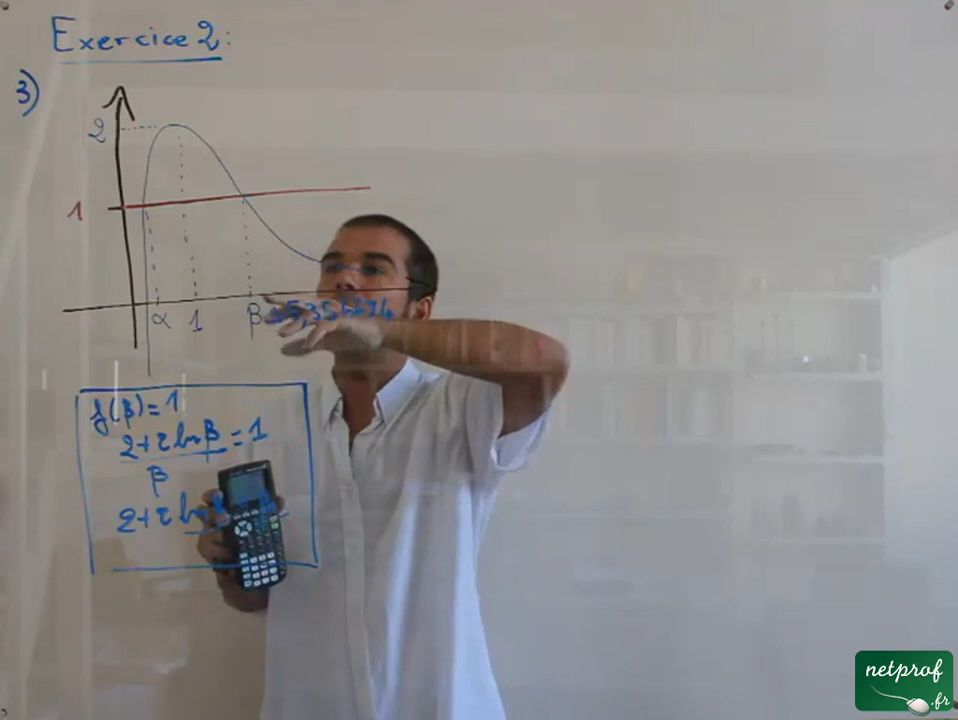 Exercice 2:
3)
2
1
α 1 β
f(β) = 1
2+2 ln β = 1
β
2+2 ln
netprof
.fr